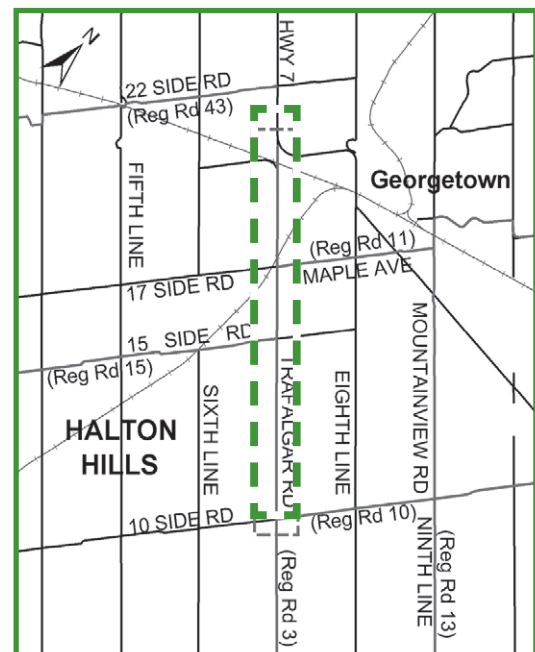 N
HWY 7
22 SIDE RD
(Reg Rd 43)
Georgetown
FIFTH LINE
(Reg Rd 11)
MAPLE AVE
17 SIDE RD
15 SIDE RD
(Reg Rd 15)
TRAFALGAR RD
EIGHTH LINE
MOUNTAINVIEW RD
SIXTH LINE
HALTON
HILLS
10 SIDE RD
(Reg Rd 10)
(Reg Rd 3)
NINTH LINE
(Reg Rd 13)